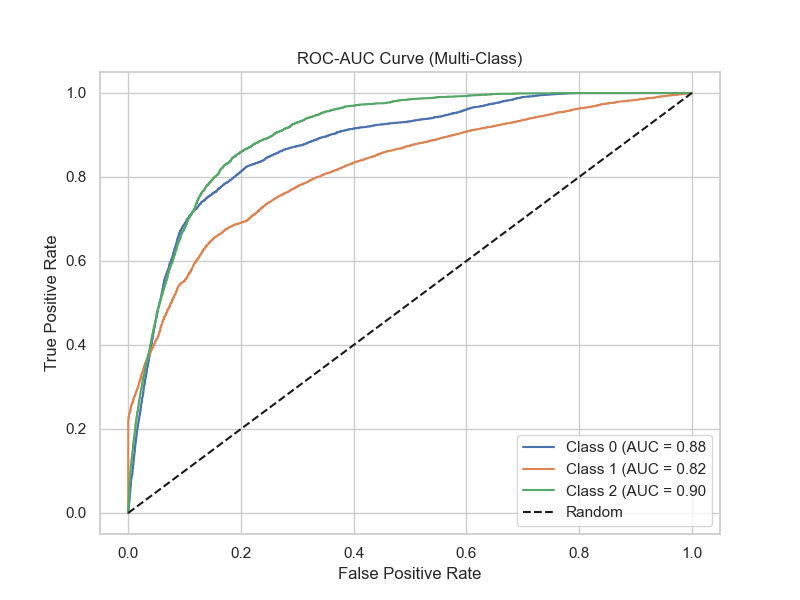 ROC-AUC Curve (Multi-Class)
True Positive Rate
1.0
0.8
0.6
0.4
0.2
0.0
0.0 0.2 0.4 0.6 0.8 1.0
False Positive Rate
Class 0 (AUC = 0.88
Class 1 (AUC = 0.82
Class 2 (AUC = 0.90
Random